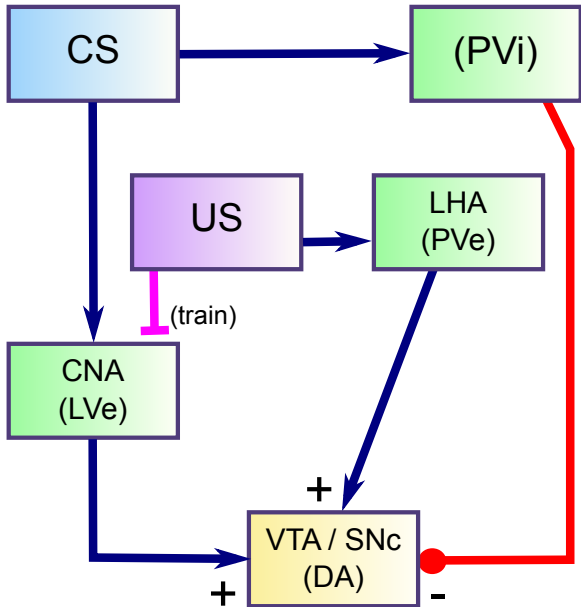 CS
(PVi)
US
LHA
(PVe)
(train)
CNA
(LVe)
+
VTA / SNc
(DA)
+
-